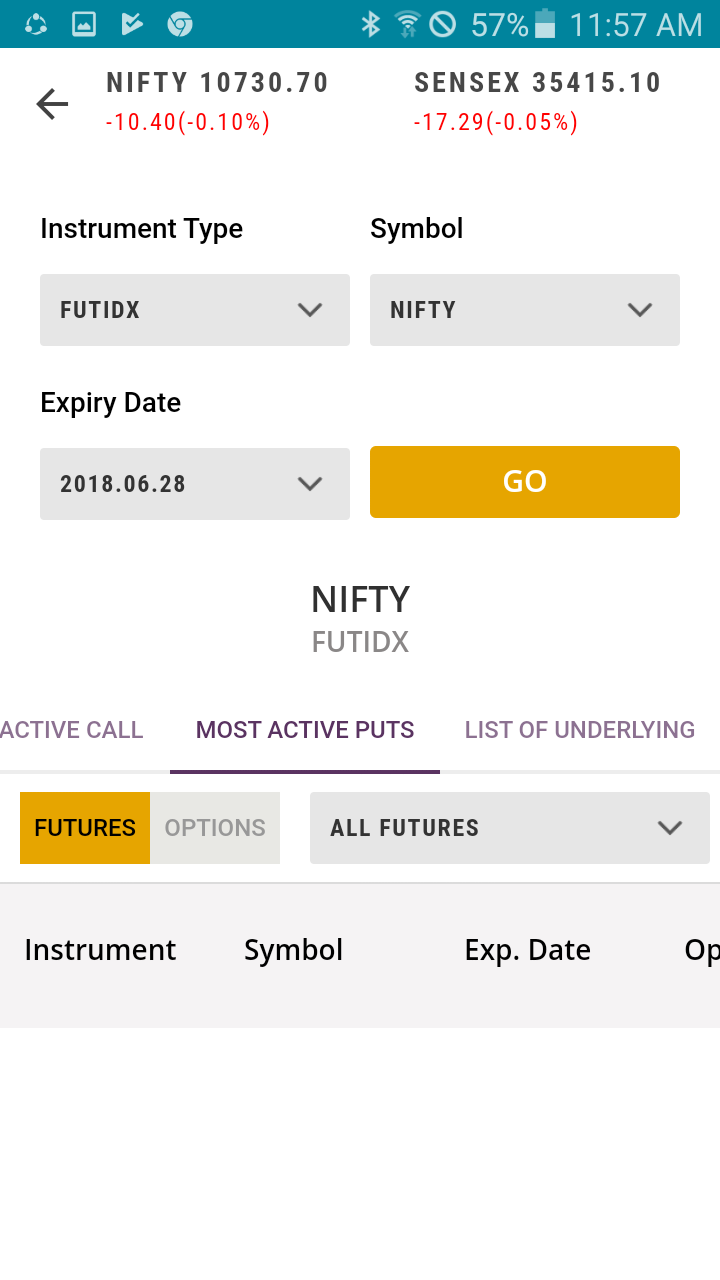 57% 11:57 AM
NIFTY 10730.70 SENSEX 35415.10
-10.40(-0.10%) -17.29(-0.05%)
Instrument Type Symbol
FUTIDX NIFTY
Expiry Date
2018.06.28 GO
NIFTY
FUTIDX
ACTIVE CALL MOST ACTIVE PUTS LIST OF UNDERLYING
FUTURES OPTIONS ALL FUTURES
Instrument Symbol Exp. Date Op